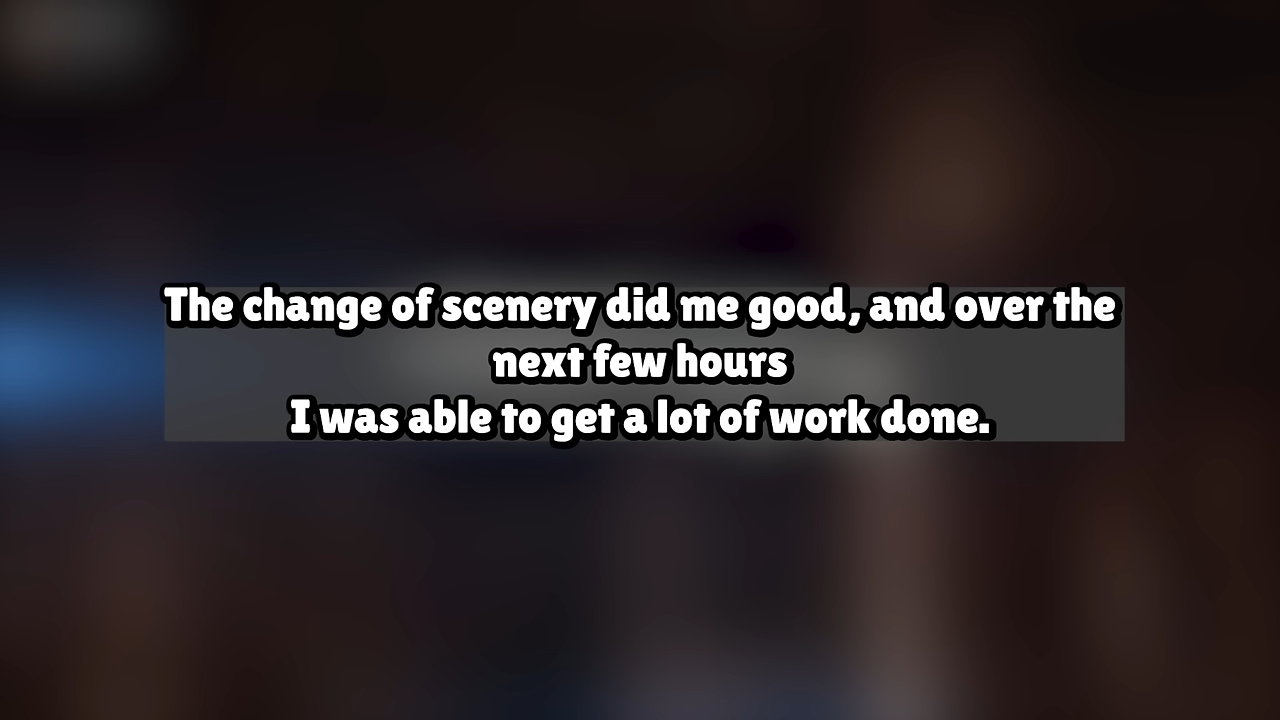 The change of scenery did me good, and over the
next few hours
I was able to get a lot of work done.